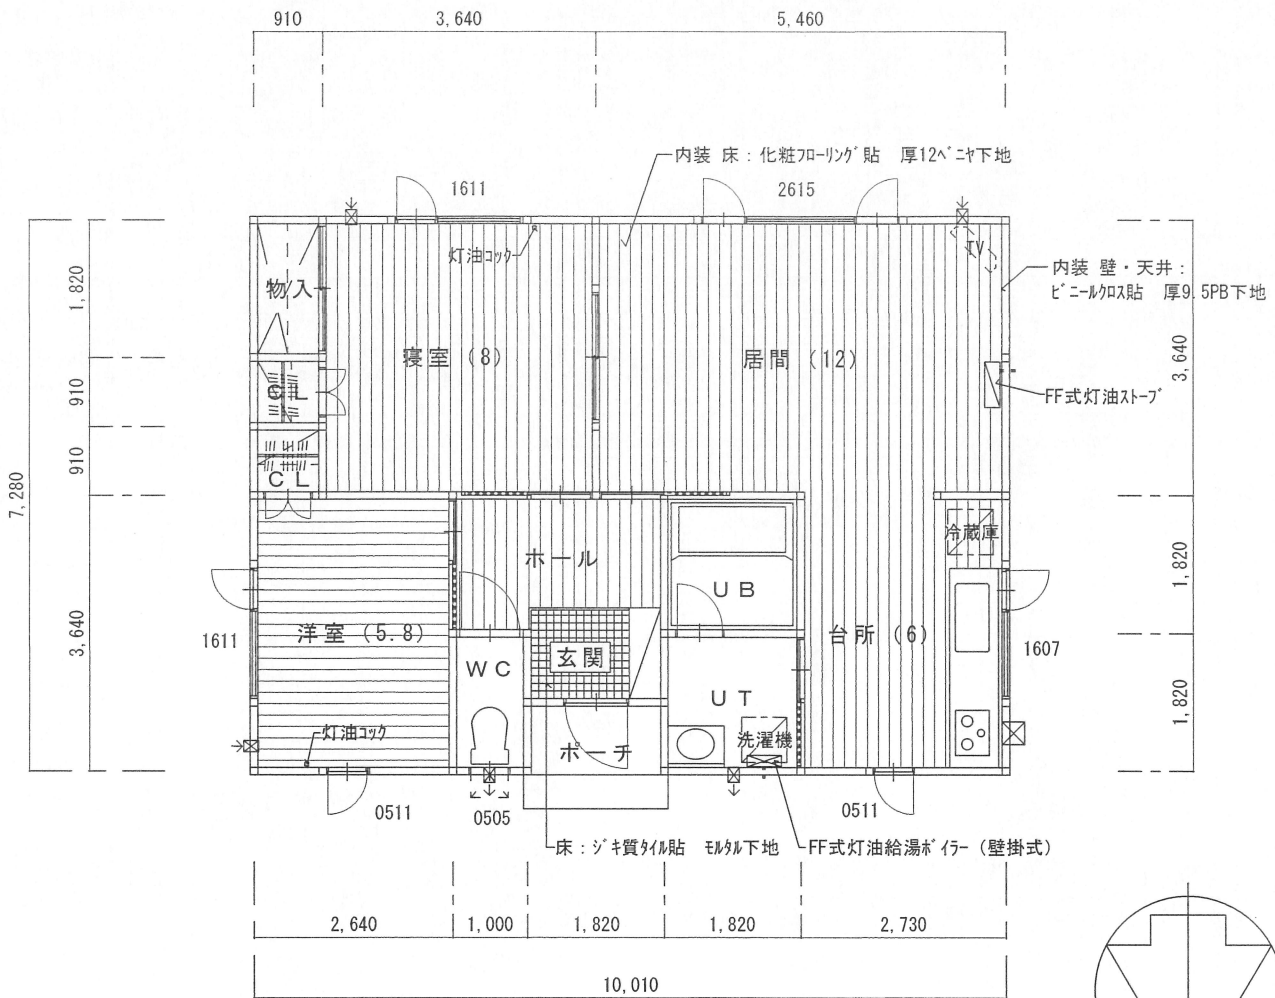 910
3,640
5,460
内装 床：化粧フローリング貼 厚12ベニヤ下地
1611
2615
灯油コック
TV
内装 壁・天井：
ビニールクロス貼 厚9.5PB下地
1,820
物入
寝室 (8)
居間 (12)
3,640
910
CL
FF式灯油ストーブ
910
CL
7,280
冷蔵庫
ホール
UB
1,820
3,640
1611
洋室 (5.8)
玄関
台所 (6)
1607
WC
UT
1,820
灯油コック
ポーチ
洗濯機
0511
0505
0511
床：ジキ質タイル貼 モルタル下地
FF式灯油給湯ボイラー (壁掛式)
2,640
1,000
1,820
1,820
2,730
10,010